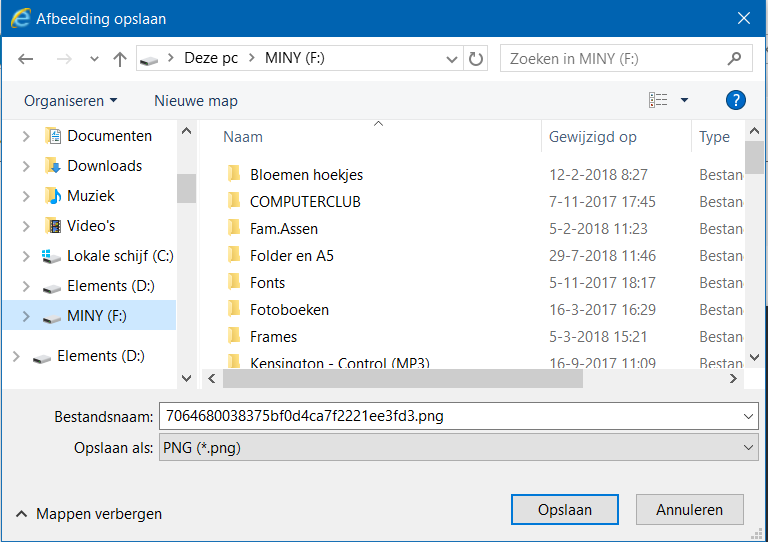 Afbeelding opslaan
Deze pc > MINY (F:)
Zoeken in MINY (F:)
Organiseren
Nieuwe map
?
Documenten
Downloads
Muziek
Video's
Lokale schijf (C:)
Elements (D:)
MINY (F:)
Elements (D:)
Naam Gewijzigd op Type
Bloemen hoekjes 12-2-2018 8:27 Bestan
COMPUTERCLUB 7-11-2017 17:45 Bestan
Fam.Assen 5-2-2018 11:23 Bestan
Folder en A5 29-7-2018 11:46 Bestan
Fonts 5-11-2017 18:17 Bestan
Fotoboeken 16-3-2017 16:29 Bestan
Frames 5-3-2018 15:21 Bestan
Kensington - Control (MP3) 16-9-2017 11:09 Bestan
Bestandsnaam: 7064680038375bf0d4ca7f2221ee3fd3.png
Opslaan als: PNG (*.png)
Mappen verbergen
Opslaan
Annuleren